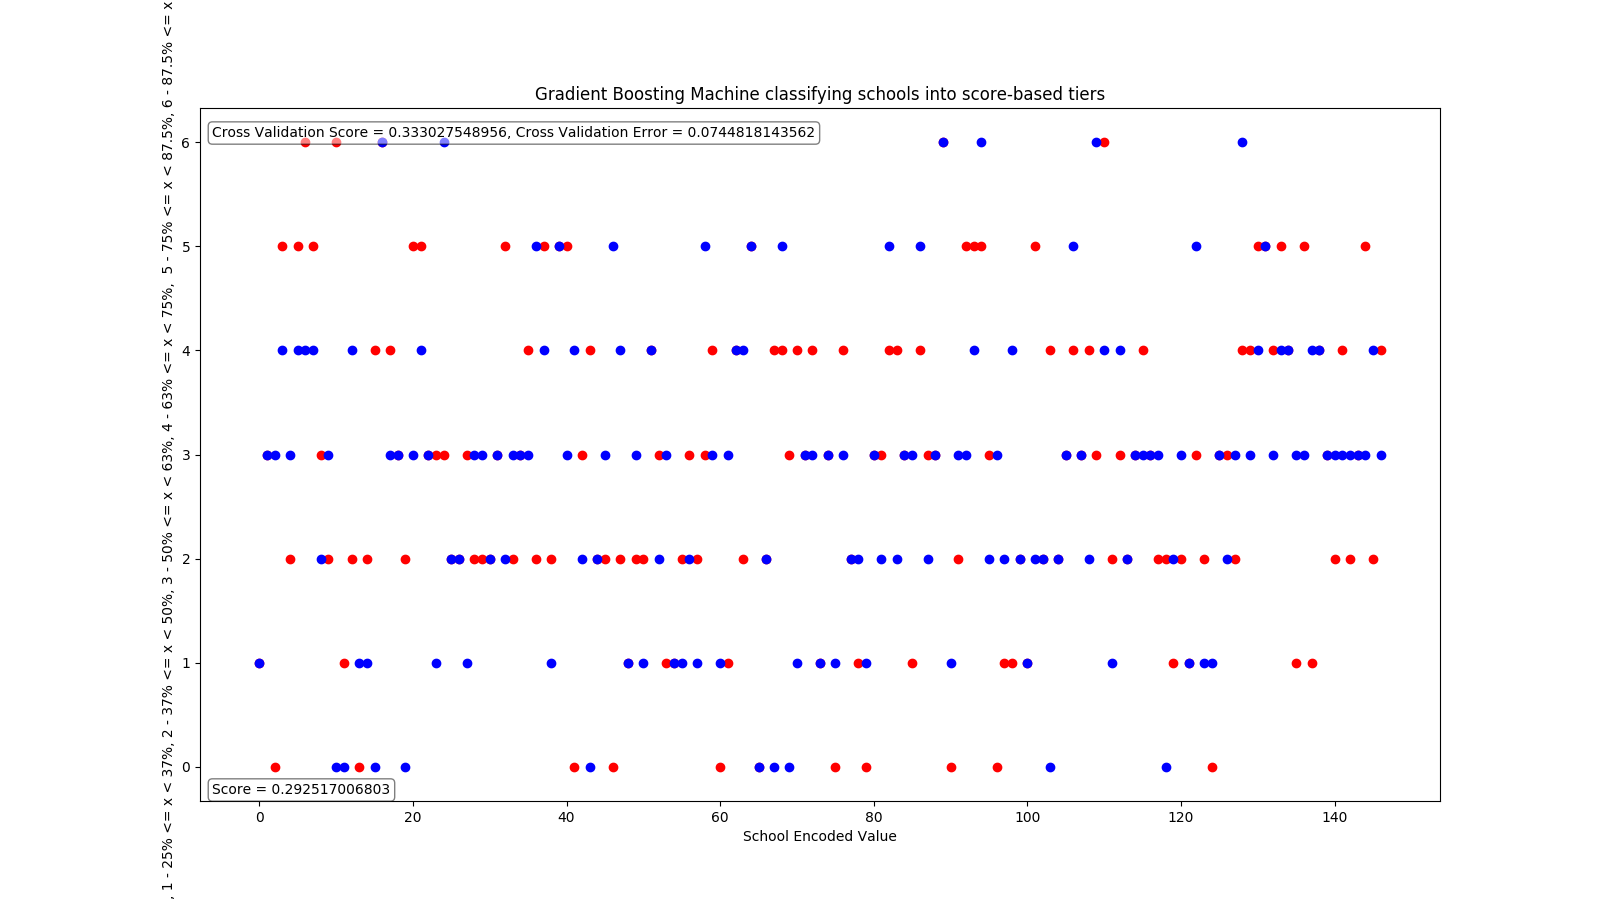 Gradient Boosting Machine classifying schools into score-based tiers
Cross Validation Score = 0.333027548956, Cross Validation Error = 0.0744818143562
, 1 - 25% <= x < 37%, 2 - 37% <= x < 50%, 3 - 50% <= x < 63%, 4 - 63% <= x < 75%,  5 - 75% <= x < 87.5%, 6 - 87.5% <= x
6
5
4
3
2
1
0
Score = 0.292517006803
0 20 40 60 80 100 120 140
School Encoded Value